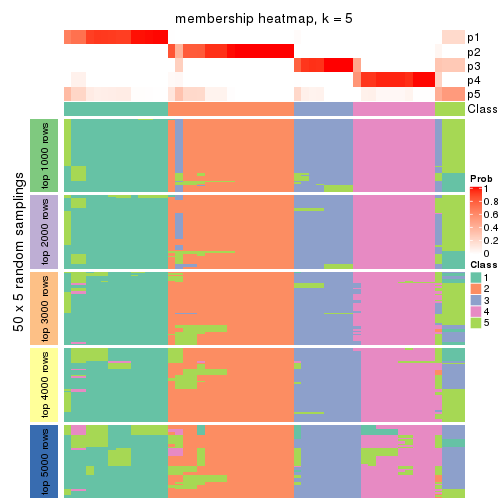 membership heatmap, k = 5
p1
p2
p3
p4
p5
Class
50 x 5 random samplings
top 1000 rows
top 2000 rows
top 3000 rows
top 4000 rows
top 5000 rows
Prob
1
0.8
0.6
0.4
0.2
0
Class
1
2
3
4
5